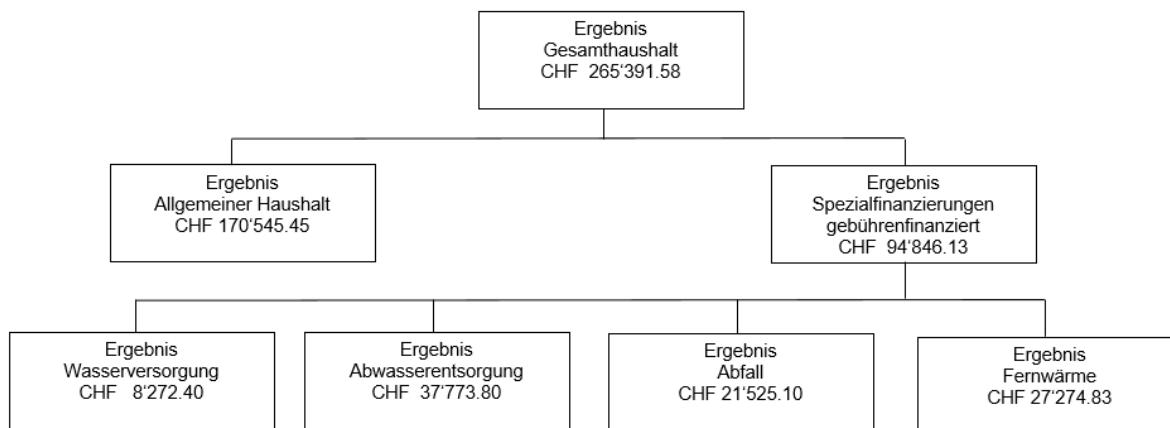 Ergebnis
Gesamthaushalt
CHF 265‘391.58
Ergebnis
Allgemeiner Haushalt
CHF 170‘545.45
Ergebnis
Spezialfinanzierungen
gebührenfinanziert
CHF 94‘846.13
Ergebnis
Wasserversorgung
CHF 8‘272.40
Ergebnis
Abwasserentsorgung
CHF 37‘773.80
Ergebnis
Abfall
CHF 21‘525.10
Ergebnis
Fernwärme
CHF 27‘274.83